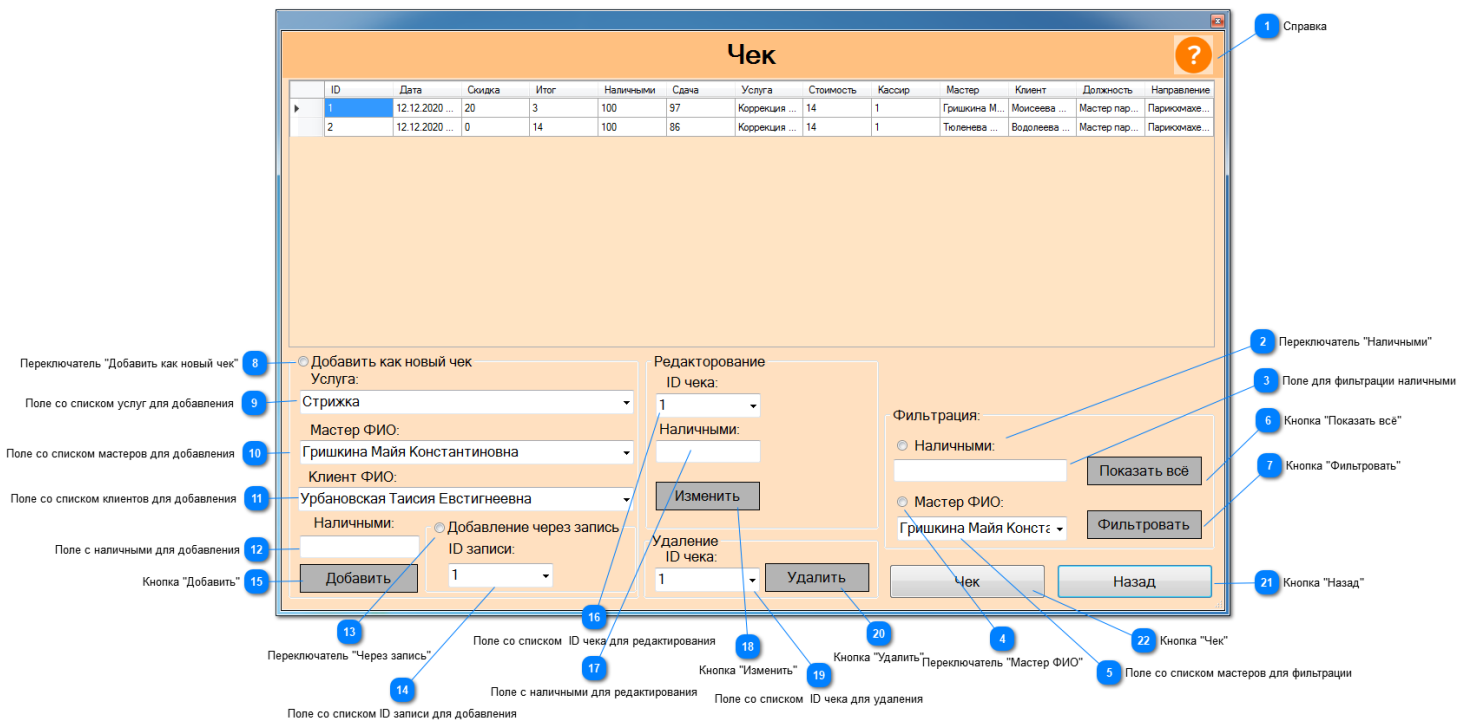 1 Справка
Чек
?
ID Дата Скидка Итог Наличными Сдача Услуга Стоимость Кассир Мастер Клиент Должность Направление
1 12.12.2020 ... 20 3 100 97 Коррекция ... 14 1 Гришкина М... Моисеева ... Мастер пар... Парикмахе...
2 12.12.2020 ... 0 14 100 86 Коррекция ... 14 1 Тюленева ... Водолеева ... Мастер пар... Парикмахе...
Переключатель "Добавить как новый чек" 8
Добавить как новый чек
Услуга:
Поле со списком услуг для добавления 9
Стрижка
Мастер ФИО:
Поле со списком мастеров для добавления 10
Гришкина Майя Константиновна
Клиент ФИО:
Поле со списком клиентов для добавления 11
Урбановская Таисия Евстигнеевна
Наличными:
Поле с наличными для добавления 12
Добавление через запись
ID записи:
1
Кнопка "Добавить" 15
Добавить
Редакторование
ID чека:
1
Наличными:
Изменить
Удаление
ID чека:
1
Удалить
2 Переключатель "Наличными"
3 Поле для фильтрации наличными
Фильтрация:
Наличными:
6 Кнопка "Показать всё"
Показать всё
7 Кнопка "Фильтровать"
Мастер ФИО:
Гришкина Майя Конста
Фильтровать
Чек
Назад
21 Кнопка "Назад"
13
Переключатель "Через запись"
14
Поле со списком ID записи для добавления
16
Поле со списком  ID чека для редактирования
17
Поле с наличными для редактирования
18
Кнопка "Изменить"
19
Поле со списком  ID чека для удаления
20
Кнопка "Удалить"
4
Переключатель "Мастер ФИО"
22 Кнопка "Чек"
5 Поле со списком мастеров для фильтрации